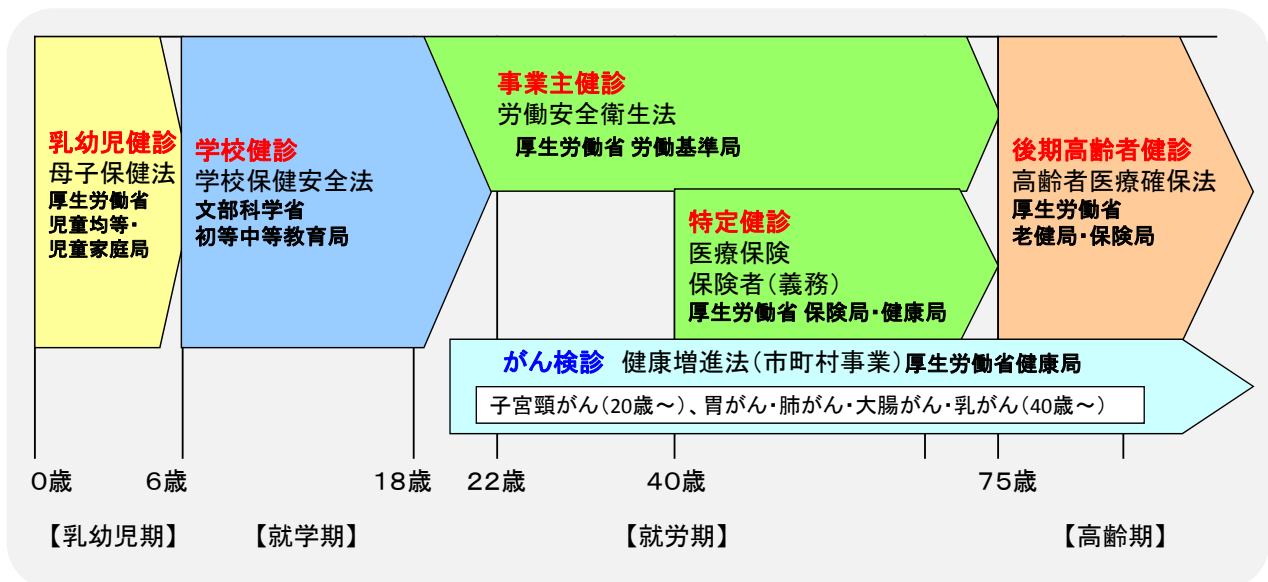 乳幼児健診
母子保健法
厚生労働省
児童均等・
児童家庭局
学校健診
学校保健安全法
文部科学省
初等中等教育局
事業主健診
労働安全衛生法
厚生労働省 労働基準局
特定健診
医療保険
保険者（義務）
厚生労働省 保険局・健康局
後期高齢者健診
高齢者医療確保法
厚生労働省
老健局・保険局
がん検診 健康増進法（市町村事業）厚生労働省健康局
子宮頸がん（20歳～）、胃がん・肺がん・大腸がん・乳がん（40歳～）
０歳 ６歳 １８歳 ２２歳 ４０歳 ７５歳
【乳幼児期】 【就学期】 【就労期】 【高齢期】